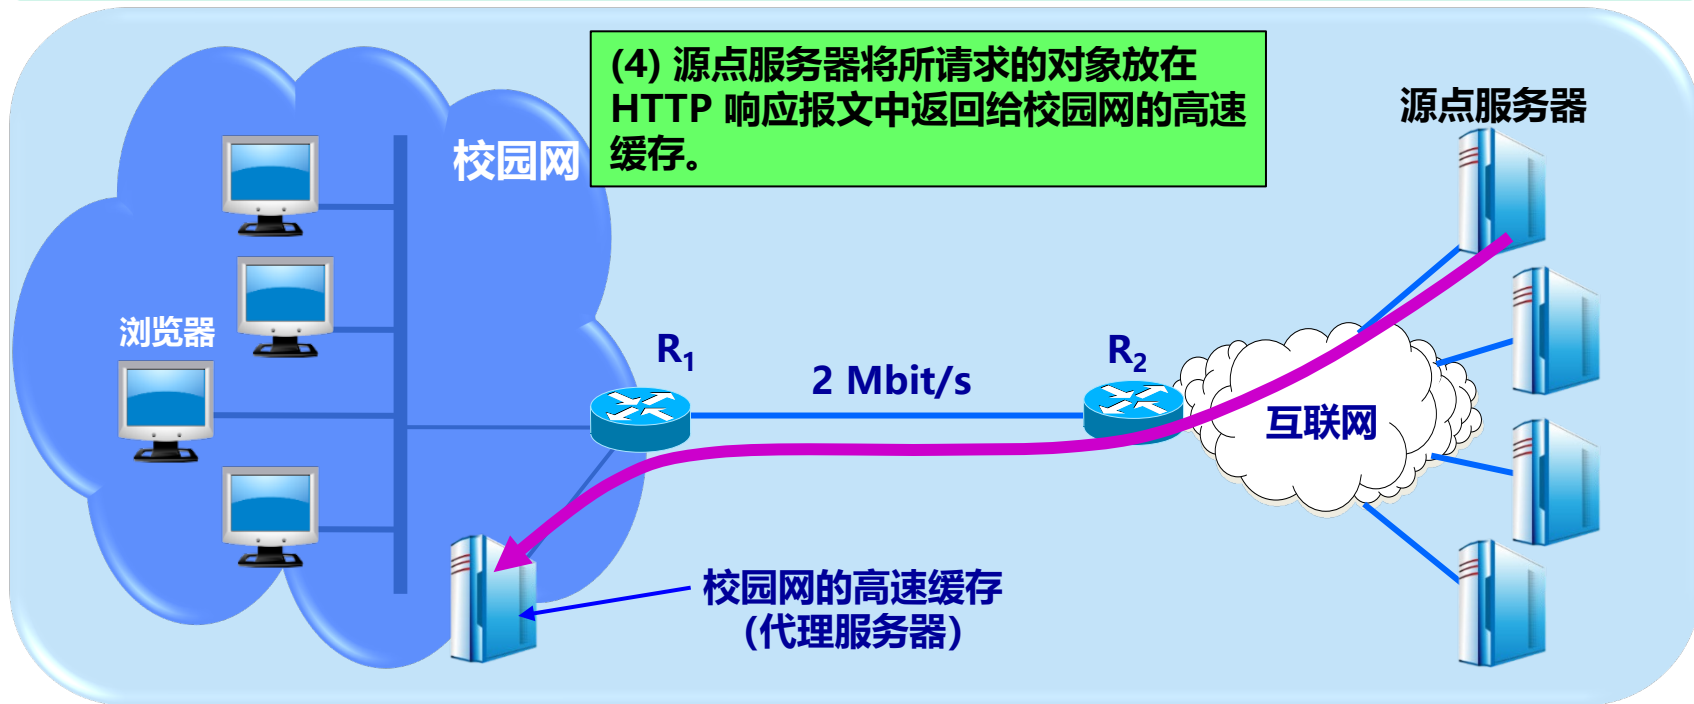 (4) 源点服务器将所请求的对象放在
HTTP 响应报文中返回给校园网的高速
缓存。
源点服务器
校园网
浏览器
R1
2 Mbit/s
R2
互联网
校园网的高速缓存
(代理服务器)